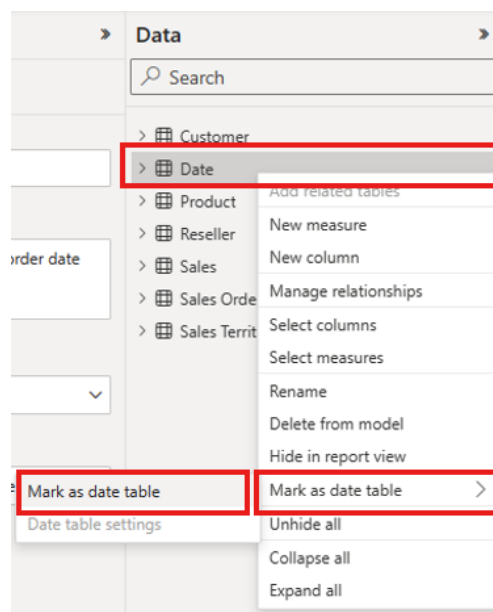 Data
Search
Customer
Date
Product
Reseller
Sales
Sales Orde
Sales Territ
order date
Add related tables
New measure
New column
Manage relationships
Select columns
Select measures
Rename
Delete from model
Hide in report view
Mark as date table
Unhide all
Collapse all
Expand all
Mark as date table
Date table settings